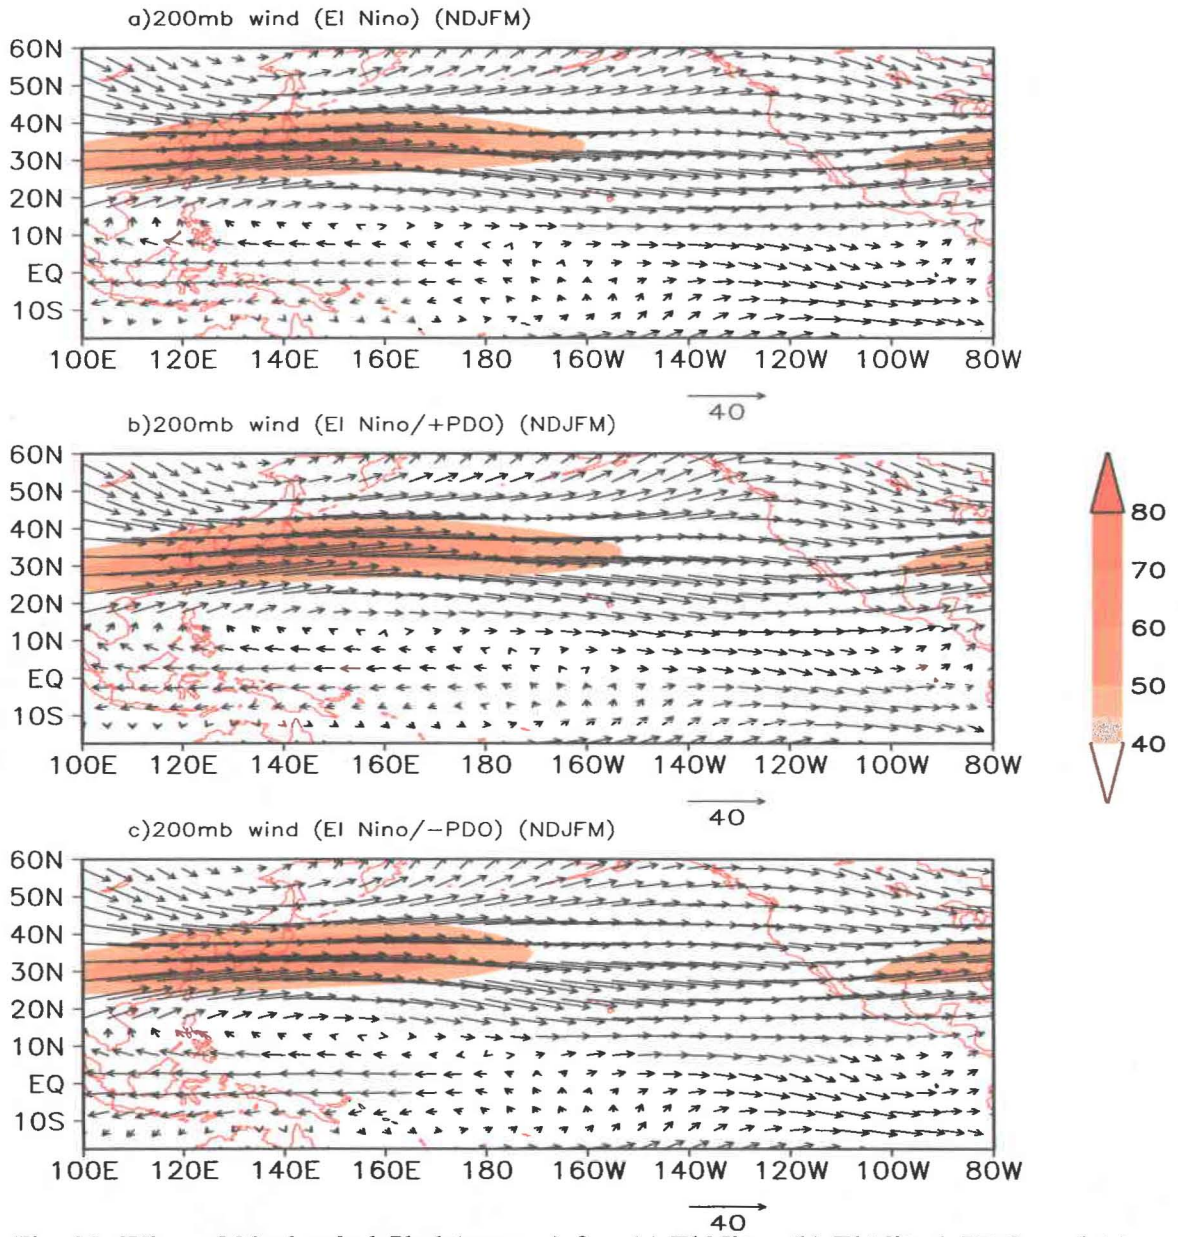 a)200mb wind (El Nino) (NDJFM)
60N
50N
40N
30N
20N
10N
EQ
10S
100E 120E 140E 160E 180 160W 140W 120W 100W 80W
40
b)200mb wind (El Nino/+PDO) (NDJFM)
60N
50N
40N
30N
20N
10N
EQ
10S
100E 120E 140E 160E 180 160W 140W 120W 100W 80W
40
80
70
60
50
40
c)200mb wind (El Nino/−PDO) (NDJFM)
60N
50N
40N
30N
20N
10N
EQ
10S
100E 120E 140E 160E 180 160W 140W 120W 100W 80W
40